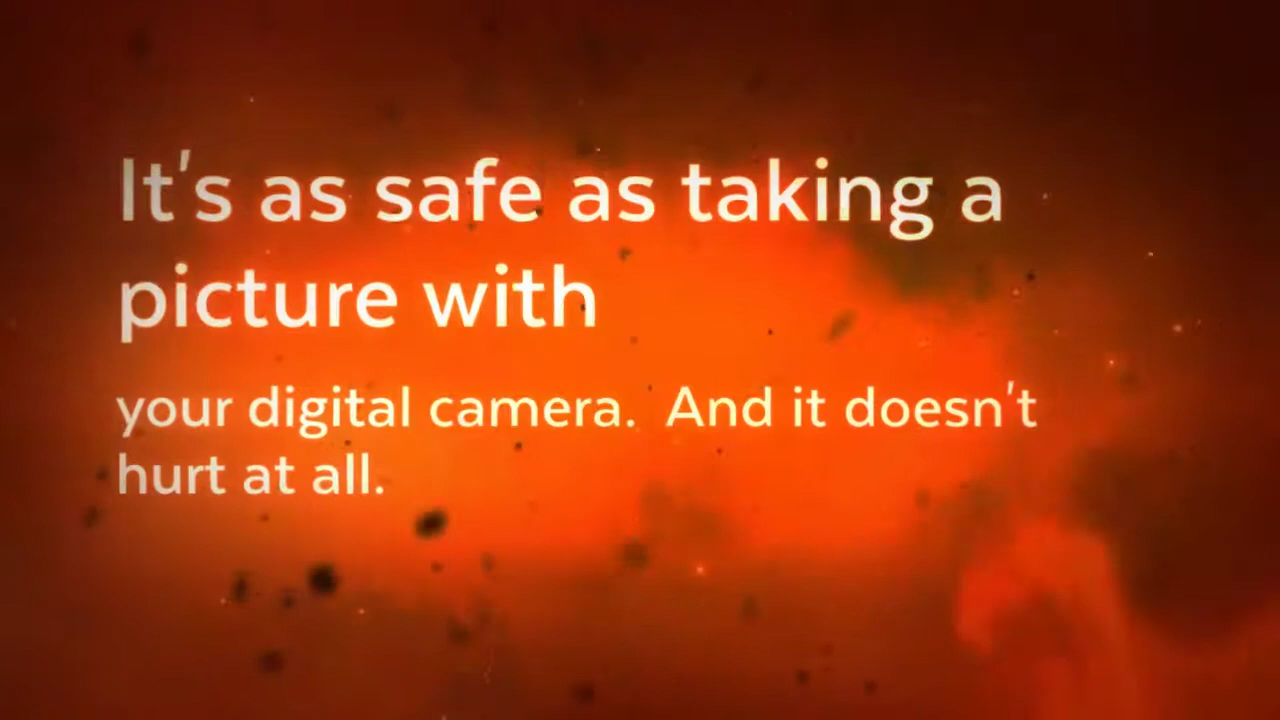 It's as safe as taking a
picture with
your digital camera.  And it doesn't
hurt at all.